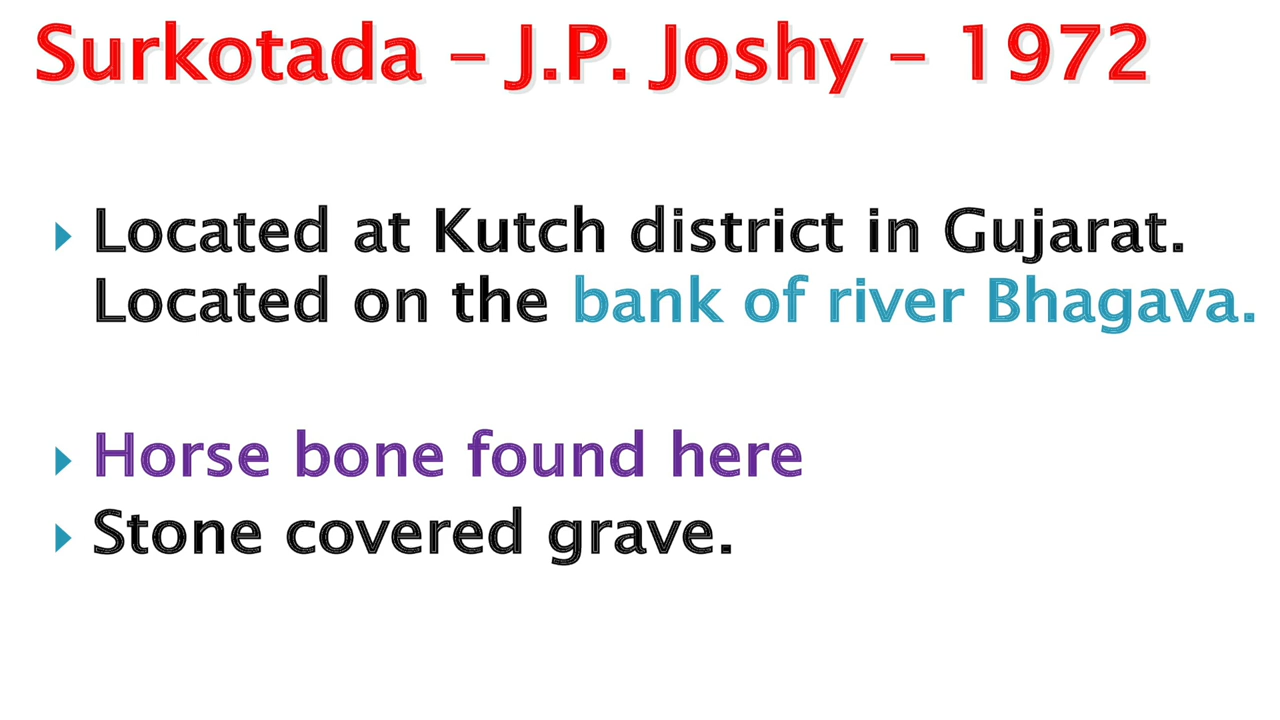 Surkotada – J.P. Joshy – 1972
Located at Kutch district in Gujarat.
Located on the bank of river Bhagava.
Horse bone found here
Stone covered grave.